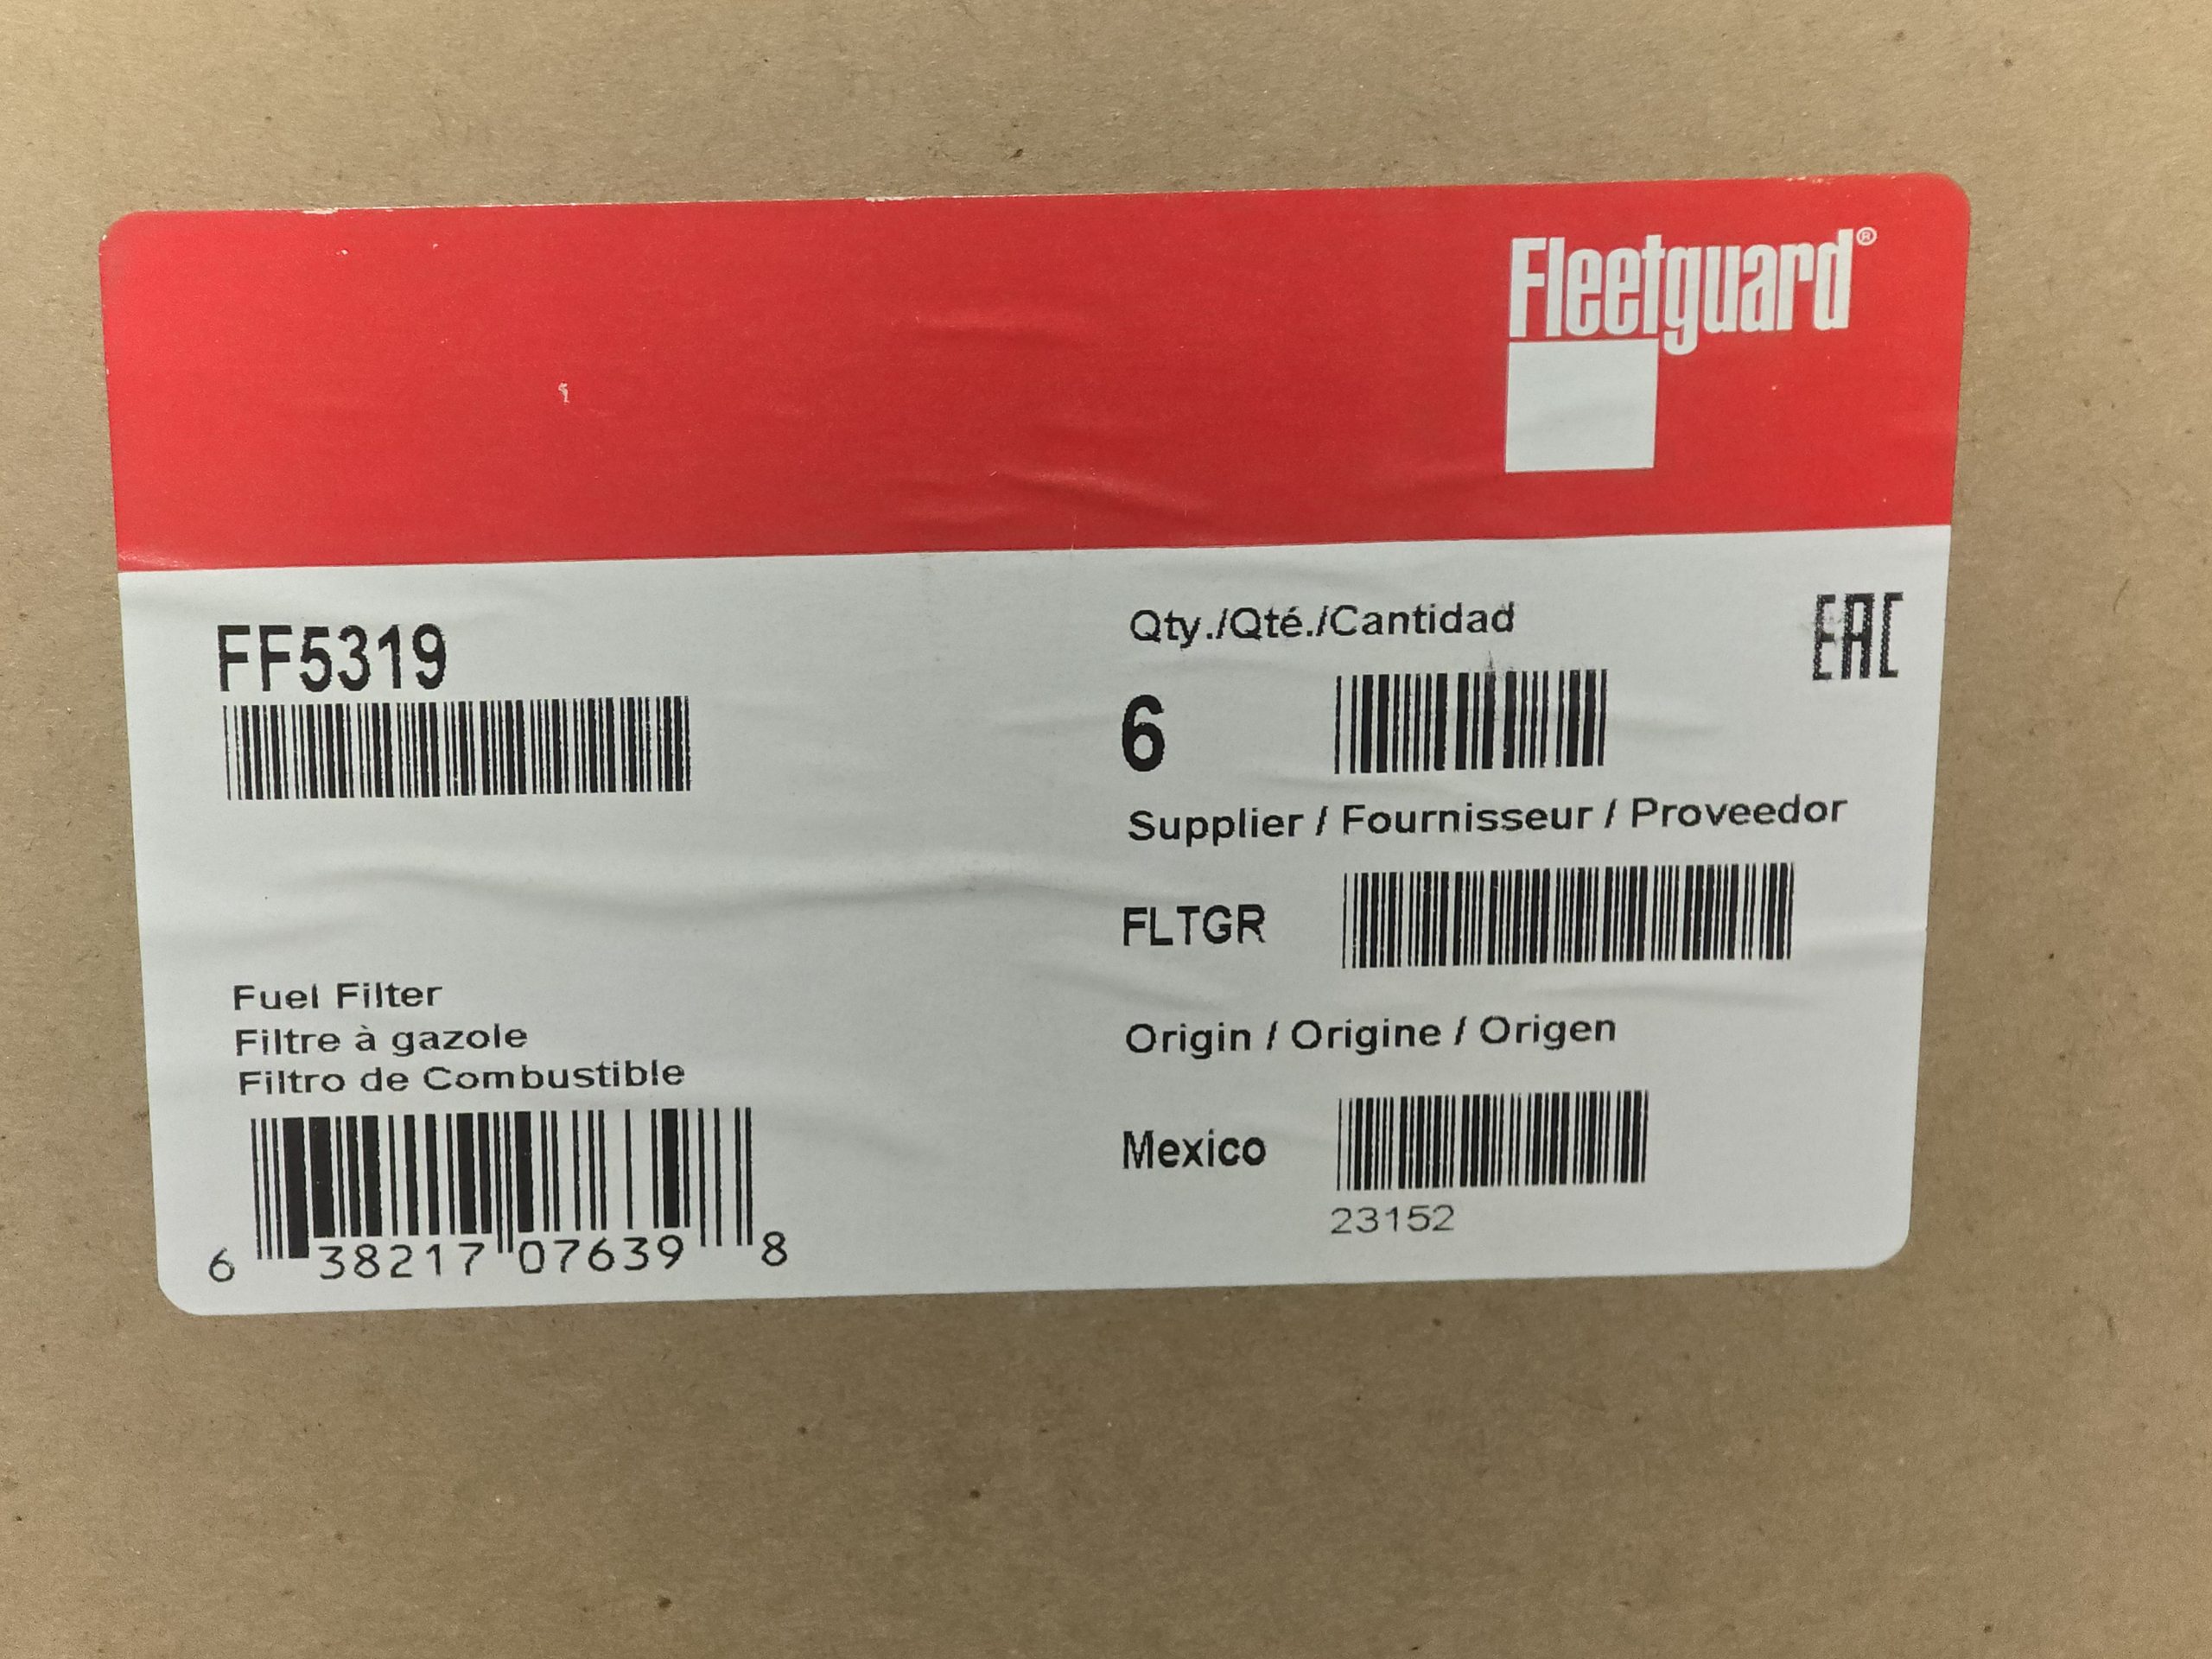 Fleetguard®
FF5319
Qty./Qté./Cantidad
EAC
6
Supplier / Fournisseur / Proveedor
FLTGR
Fuel Filter
Filtre à gazole
Filtro de Combustible
Origin / Origine / Origen
Mexico
23152
6 38217 07639 8